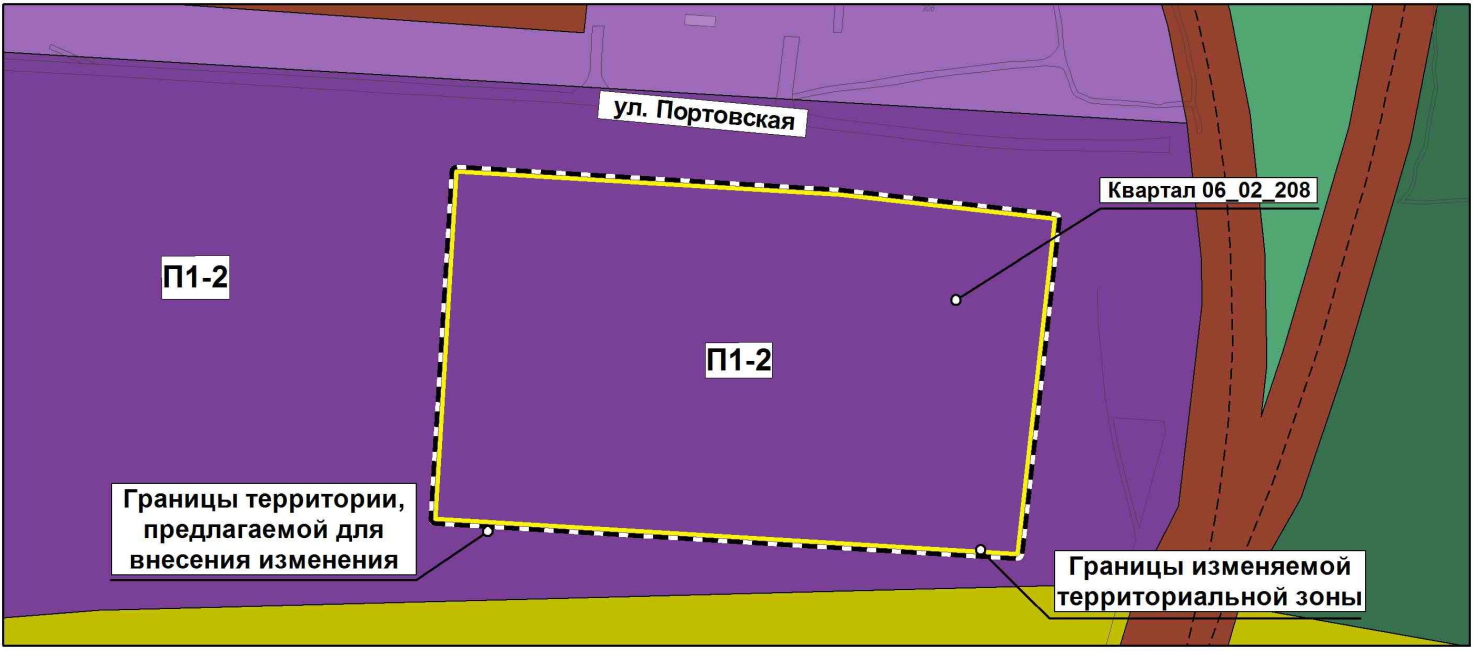 ул. Портовская
Квартал 06_02_208
П1-2
П1-2
Границы территории,
предлагаемой для
внесения изменения
Границы изменяемой
территориальной зоны